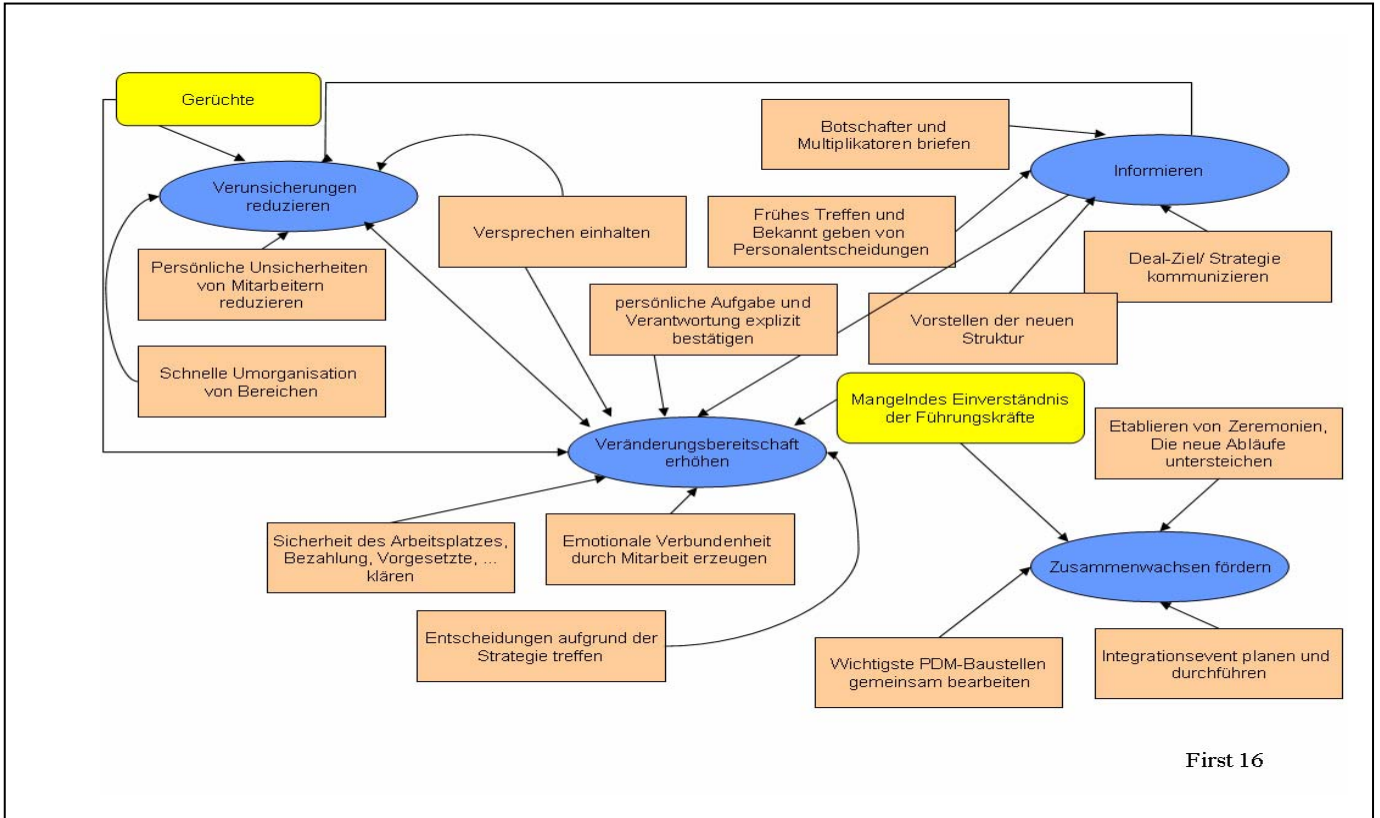 Gerüchte
Verunsicherungen
reduzieren
Persönliche Unsicherheiten
von Mitarbeitern
reduzieren
Schnelle Umorganisation
von Bereichen
Versprechen einhalten
Botschafter und
Multiplikatoren briefen
Informieren
Frühes Treffen und
Bekannt geben von
Personalentscheidungen
Deal-Ziel/ Strategie
kommunizieren
persönliche Aufgabe und
Verantwortung explizit
bestätigen
Vorstellen der neuen
Struktur
Mangelndes Einverständnis
der Führungskräfte
Etablieren von Zeremonien,
Die neue Abläufe
untersteichen
Veränderungsbereitschaft
erhöhen
Sicherheit des Arbeitsplatzes,
Bezahlung, Vorgesetzte, ...
klären
Emotionale Verbundenheit
durch Mitarbeit erzeugen
Zusammenwachsen fördern
Entscheidungen aufgrund der
Strategie treffen
Wichtigste PDM-Baustellen
gemeinsam bearbeiten
Integrationsevent planen und
durchführen
First 16